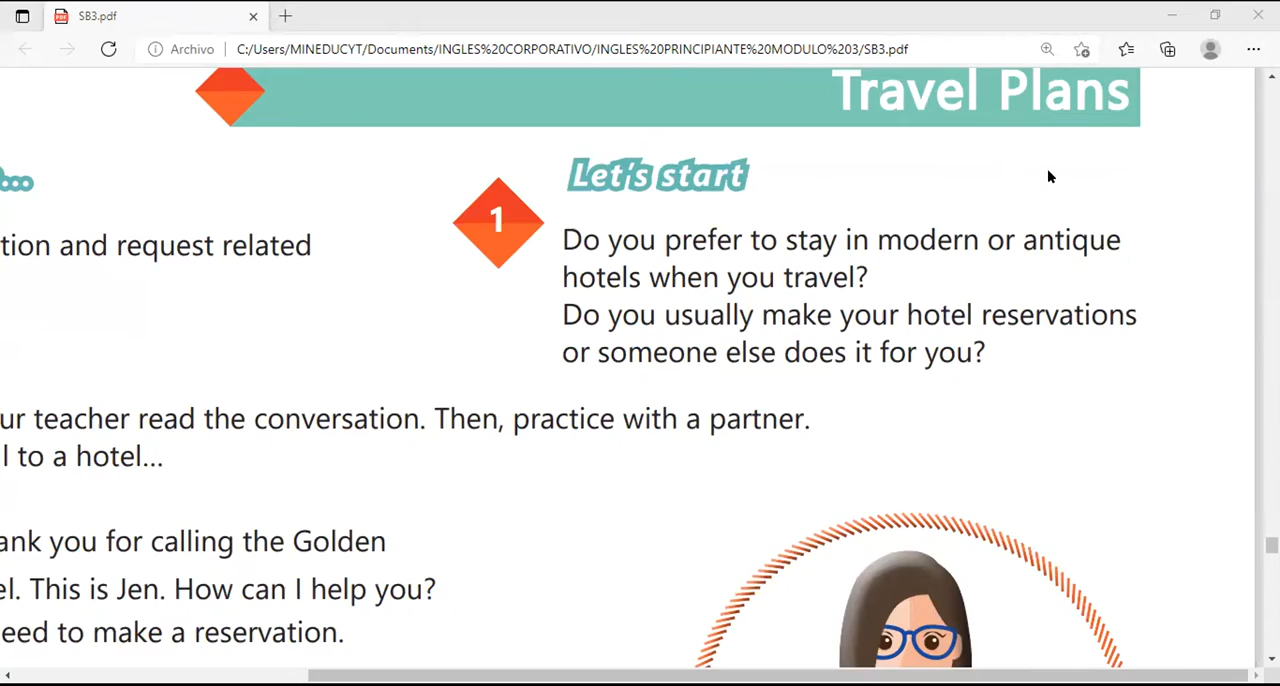 SB3.pdf
Archivo
C:/Users/MINEDUCYT/Documents/INGLES%20CORPORATIVO/INGLES%20PRINCIPIANTE%20MODULO%203/SB3.pdf
Travel Plans
Let's start
1
tion and request related
Do you prefer to stay in modern or antique
hotels when you travel?
Do you usually make your hotel reservations
or someone else does it for you?
ur teacher read the conversation. Then, practice with a partner.
l to a hotel...
ank you for calling the Golden
el. This is Jen. How can I help you?
eed to make a reservation.